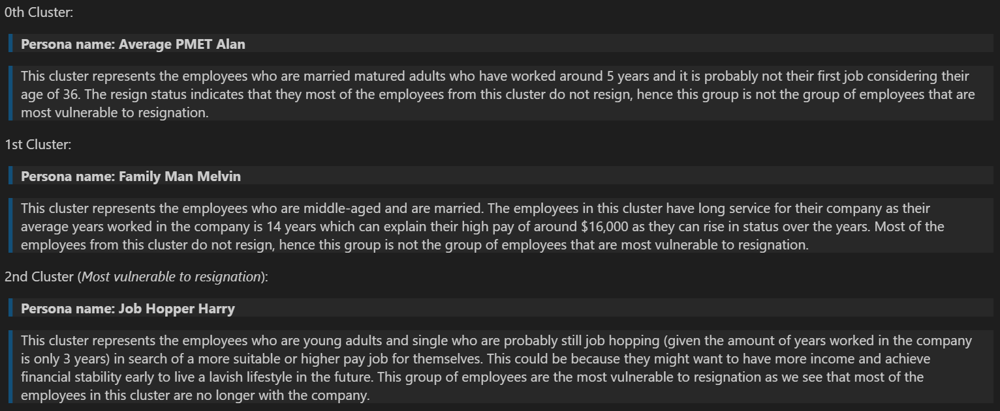 0th Cluster:
Persona name: Average PMET Alan
This cluster represents the employees who are married matured adults who have worked around 5 years and it is probably not their first job considering their
age of 36. The resign status indicates that they most of the employees from this cluster do not resign, hence this group is not the group of employees that are
most vulnerable to resignation.
1st Cluster:
Persona name: Family Man Melvin
This cluster represents the employees who are middle-aged and are married. The employees in this cluster have long service for their company as their
average years worked in the company is 14 years which can explain their high pay of around $16,000 as they can rise in status over the years. Most of the
employees from this cluster do not resign, hence this group is not the group of employees that are most vulnerable to resignation.
2nd Cluster (Most vulnerable to resignation):
Persona name: Job Hopper Harry
This cluster represents the employees who are young adults and single who are probably still job hopping (given the amount of years worked in the company
is only 3 years) in search of a more suitable or higher pay job for themselves. This could be because they might want to have more income and achieve
financial stability early to live a lavish lifestyle in the future. This group of employees are the most vulnerable to resignation as we see that most of the
employees in this cluster are no longer with the company.